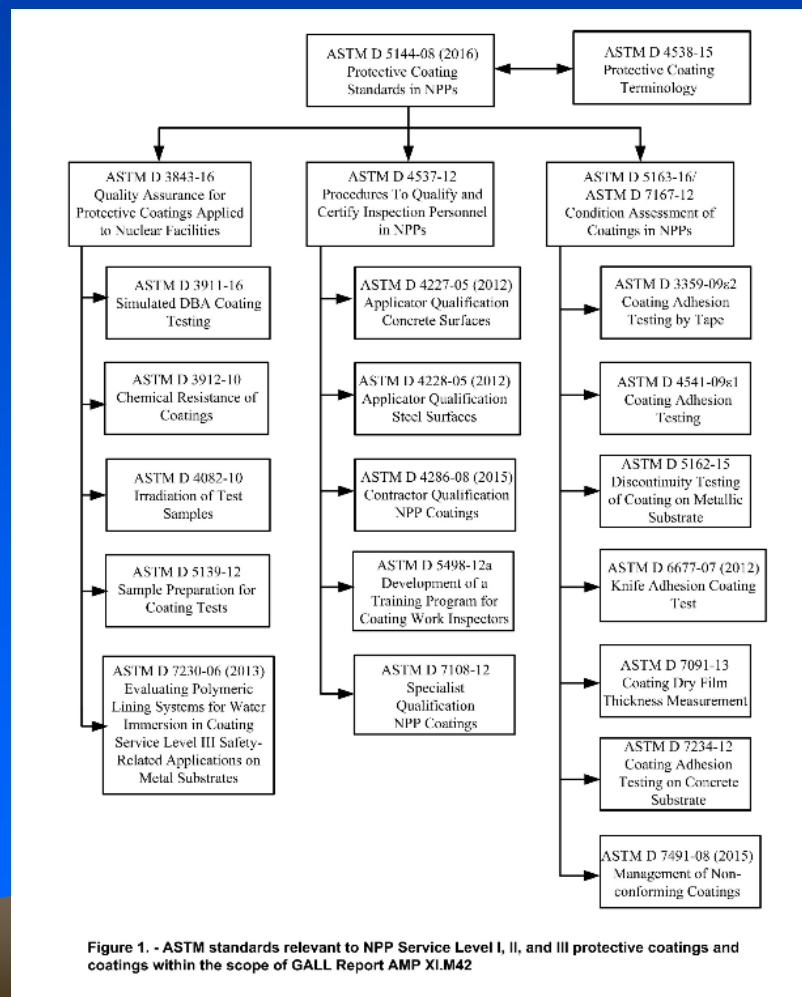 ASTM D 5144-08 (2016)
Protective Coating
Standards in NPPs
ASTM D 4538-15
Protective Coating
Terminology
ASTM D 3843-16
Quality Assurance for
Protective Coatings Applied
to Nuclear Facilities
ASTM D 3911-16
Simulated DBA Coating
Testing
ASTM D 3912-10
Chemical Resistance of
Coatings
ASTM D 4082-10
Irradiation of Test
Samples
ASTM D 5139-12
Sample Preparation for
Coating Tests
ASTM D 7230-06 (2013)
Evaluating Polymeric
Lining Systems for Water
Immersion in Coating
Service Level III Safety-
Related Applications on
Metal Substrates
ASTM D 4537-12
Procedures To Qualify and
Certify Inspection Personnel
in NPPs
ASTM D 4227-05 (2012)
Applicator Qualification
Concrete Surfaces
ASTM D 4228-05 (2012)
Applicator Qualification
Steel Surfaces
ASTM D 4286-08 (2015)
Contractor Qualification
NPP Coatings
ASTM D 5498-12a
Development of a
Training Program for
Coating Work Inspectors
ASTM D 7108-12
Specialist
Qualification
NPP Coatings
ASTM D 5163-16/
ASTM D 7167-12
Condition Assessment of
Coatings in NPPs
ASTM D 3359-09ε2
Coating Adhesion
Testing by Tape
ASTM D 4541-09ε1
Coating Adhesion
Testing
ASTM D 5162-15
Discontinuity Testing
of Coating on Metallic
Substrate
ASTM D 6677-07 (2012)
Knife Adhesion Coating
Test
ASTM D 7091-13
Coating Dry Film
Thickness Measurement
ASTM D 7234-12
Coating Adhesion
Testing on Concrete
Substrate
ASTM D 7491-08 (2015)
Management of Non-
conforming Coatings
Figure 1. - ASTM standards relevant to NPP Service Level I, II, and III protective coatings and
coatings within the scope of GALL Report AMP XI.M42